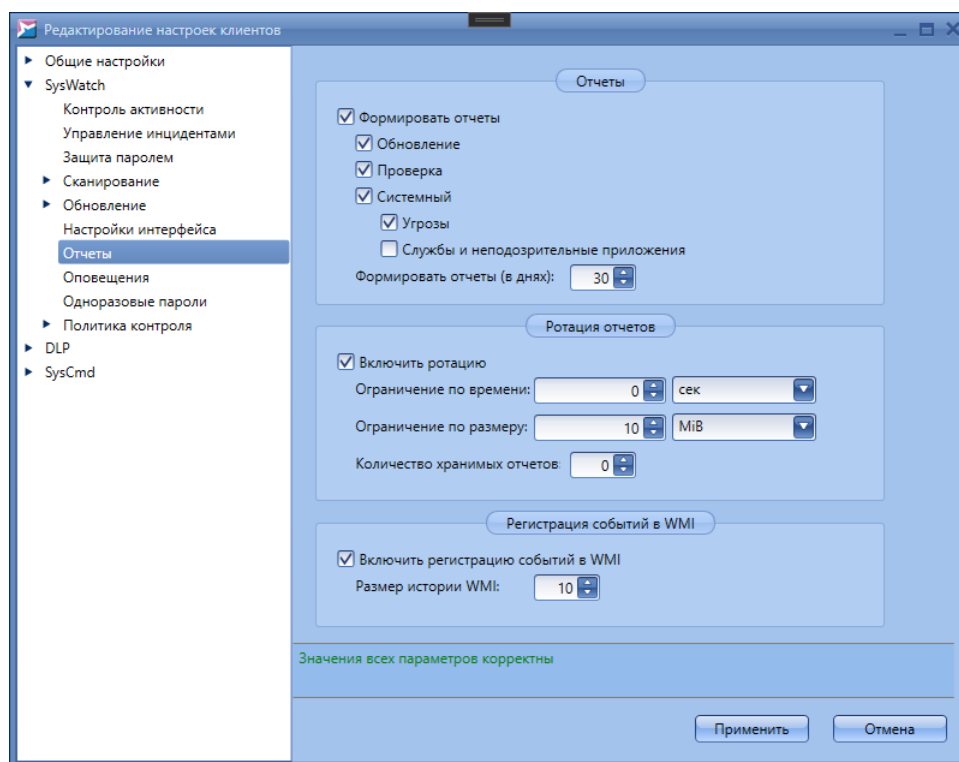 Редактирование настроек клиентов
Общие настройки
SysWatch
Контроль активности
Управление инцидентами
Защита паролем
Сканирование
Обновление
Настройки интерфейса
Отчеты
Оповещения
Одноразовые пароли
Политика контроля
DLP
SysCmd
Отчеты
Формировать отчеты
Обновление
Проверка
Системный
Угрозы
Службы и неподозрительные приложения
Формировать отчеты (в днях): 30
Ротация отчетов
Включить ротацию
Ограничение по времени: 0 сек
Ограничение по размеру: 10 MiB
Количество хранимых отчетов: 0
Регистрация событий в WMI
Включить регистрацию событий в WMI
Размер истории WMI: 10
Значения всех параметров корректны
Применить Отмена